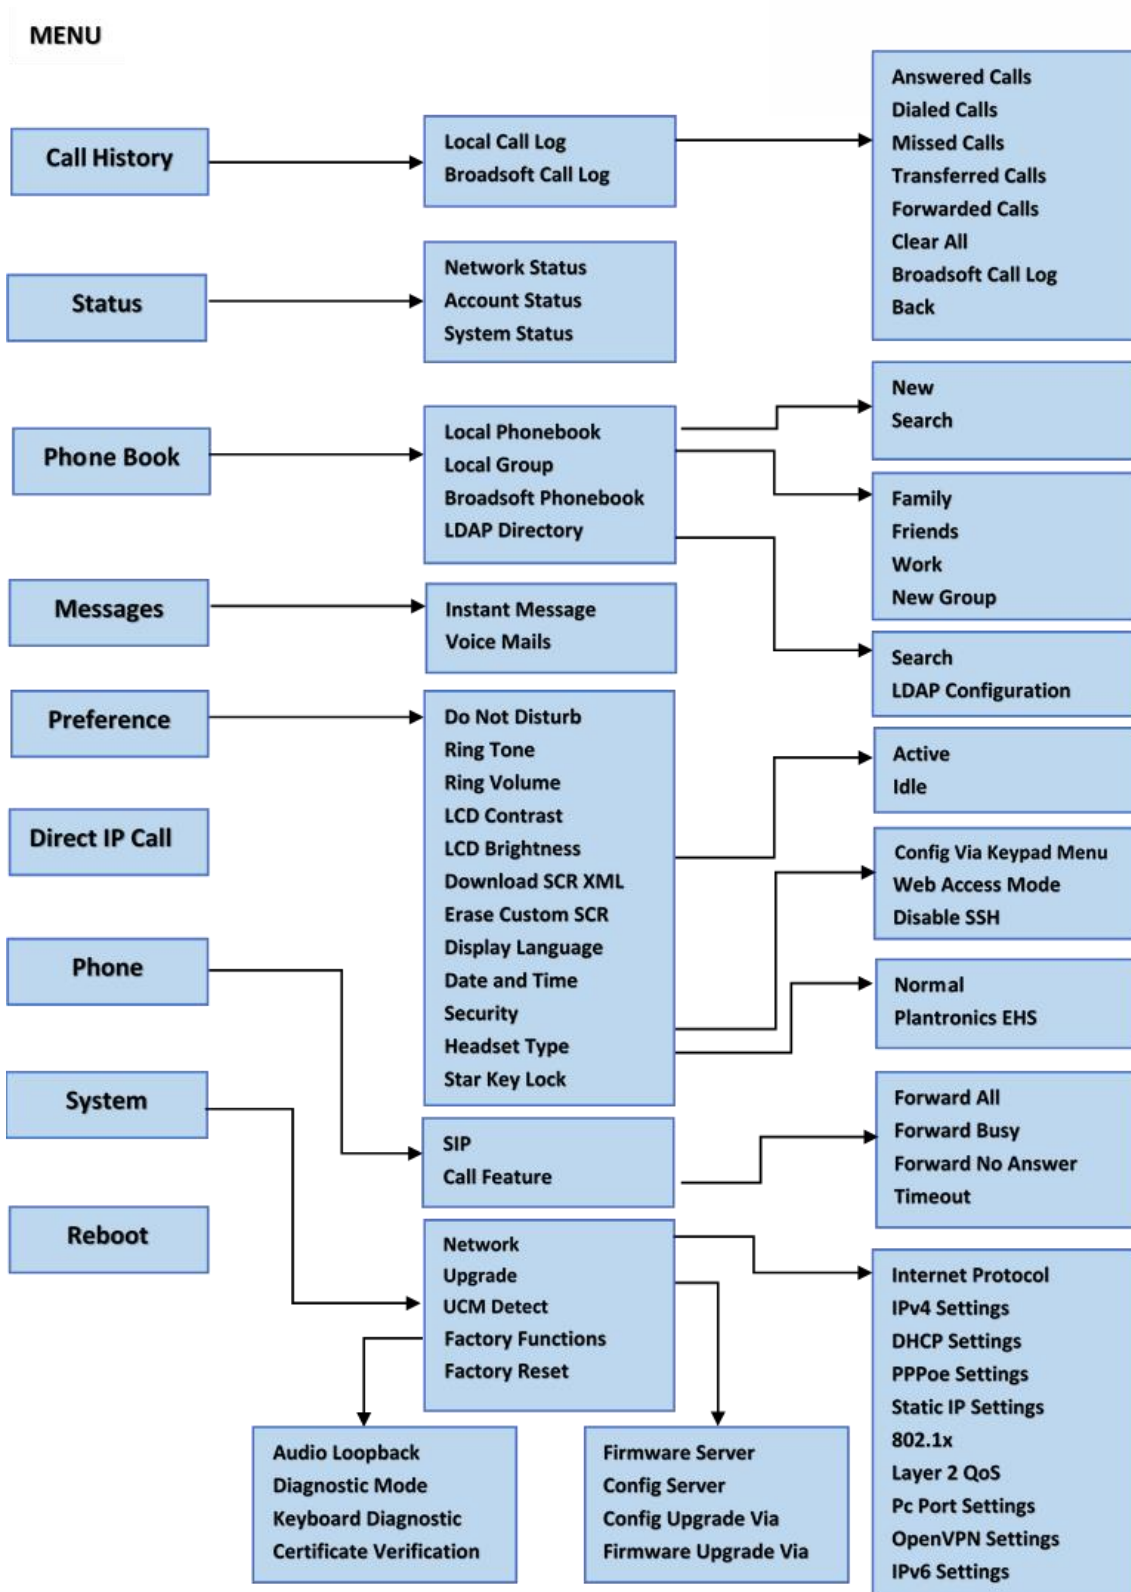 MENU
Call History
Local Call Log
Broadsoft Call Log
Answered Calls
Dialed Calls
Missed Calls
Transferred Calls
Forwarded Calls
Clear All
Broadsoft Call Log
Back
Status
Network Status
Account Status
System Status
Phone Book
Local Phonebook
Local Group
Broadsoft Phonebook
LDAP Directory
New
Search
Family
Friends
Work
New Group
Search
LDAP Configuration
Messages
Instant Message
Voice Mails
Preference
Do Not Disturb
Ring Tone
Ring Volume
LCD Contrast
LCD Brightness
Download SCR XML
Erase Custom SCR
Display Language
Date and Time
Security
Headset Type
Star Key Lock
Active
Idle
Config Via Keypad Menu
Web Access Mode
Disable SSH
Normal
Plantronics EHS
Direct IP Call
Phone
SIP
Call Feature
Forward All
Forward Busy
Forward No Answer
Timeout
System
Network
Upgrade
UCM Detect
Factory Functions
Factory Reset
Internet Protocol
IPv4 Settings
DHCP Settings
PPPoe Settings
Static IP Settings
802.1x
Layer 2 QoS
Pc Port Settings
OpenVPN Settings
IPv6 Settings
Audio Loopback
Diagnostic Mode
Keyboard Diagnostic
Certificate Verification
Firmware Server
Config Server
Config Upgrade Via
Firmware Upgrade Via
Reboot